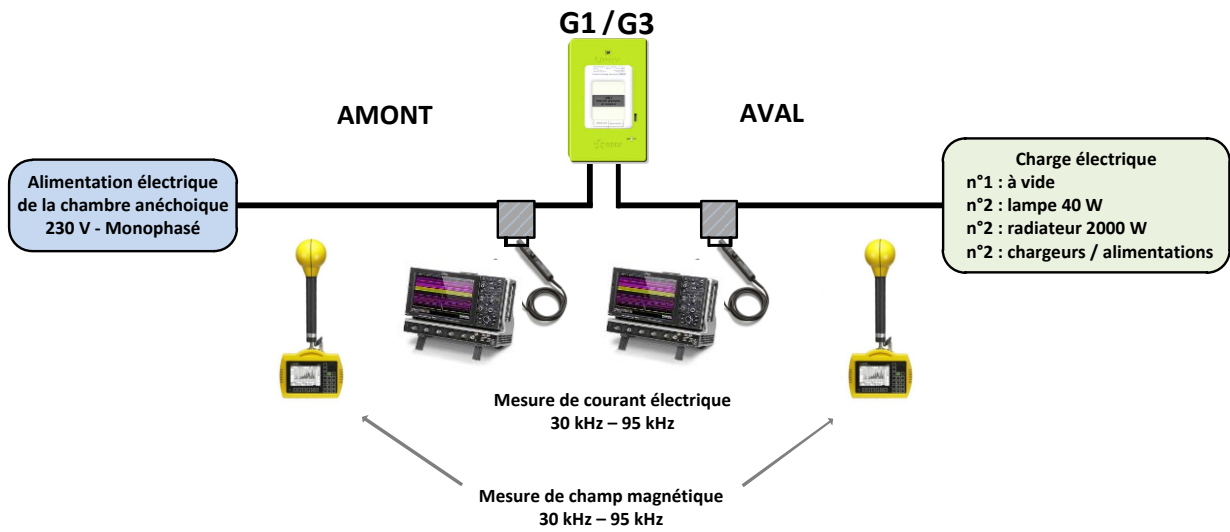 G1 / G3
AMONT
AVAL
Alimentation électrique
de la chambre anéchoique
230 V - Monophasé
Charge électrique
n°1 : à vide
n°2 : lampe 40 W
n°2 : radiateur 2000 W
n°2 : chargeurs / alimentations
Mesure de courant électrique
30 kHz – 95 kHz
Mesure de champ magnétique
30 kHz – 95 kHz